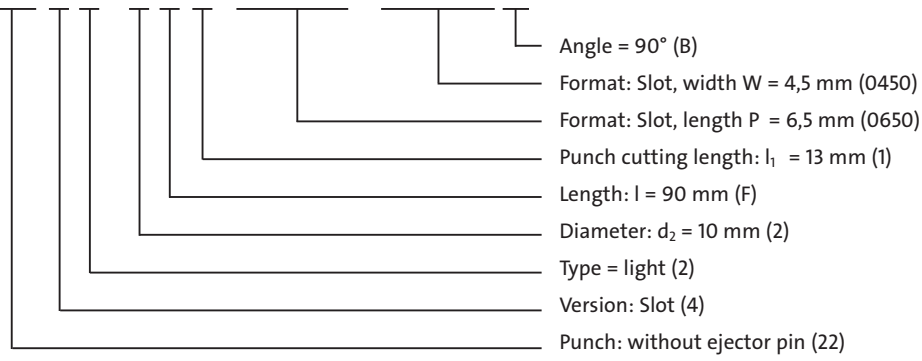 Angle = 90° (B)
Format: Slot, width W = 4,5 mm (0450)
Format: Slot, length P = 6,5 mm (0650)
Punch cutting length: l₁ = 13 mm (1)
Length: l = 90 mm (F)
Diameter: d₂ = 10 mm (2)
Type = light (2)
Version: Slot (4)
Punch: without ejector pin (22)